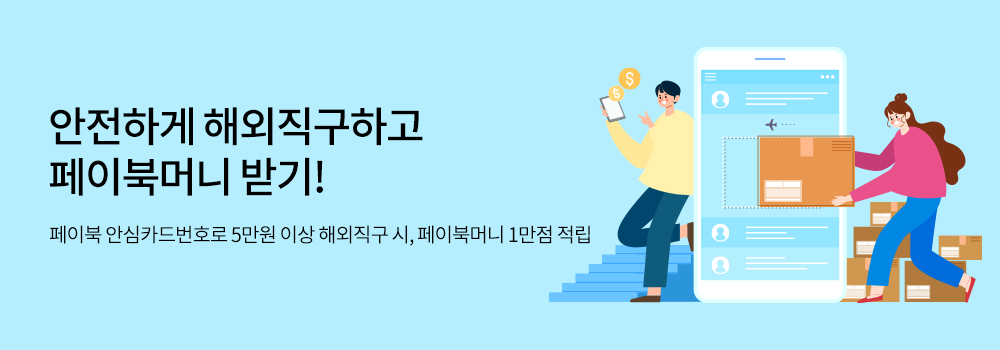 안전하게 해외직구하고
페이북머니 받기!
페이북 안심카드번호로 5만원 이상 해외직구 시, 페이북머니 1만점 적립
$
$